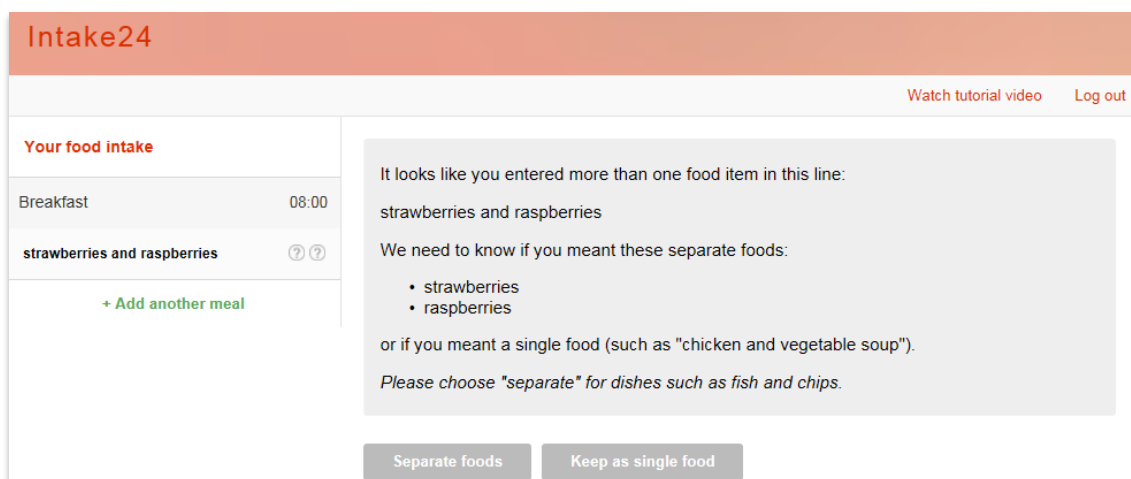 Intake24
Watch tutorial video Log out
Your food intake
Breakfast 08:00
strawberries and raspberries ? ?
+ Add another meal
It looks like you entered more than one food item in this line:
strawberries and raspberries
We need to know if you meant these separate foods:
• strawberries
• raspberries
or if you meant a single food (such as "chicken and vegetable soup").
Please choose "separate" for dishes such as fish and chips.
Separate foods Keep as single food